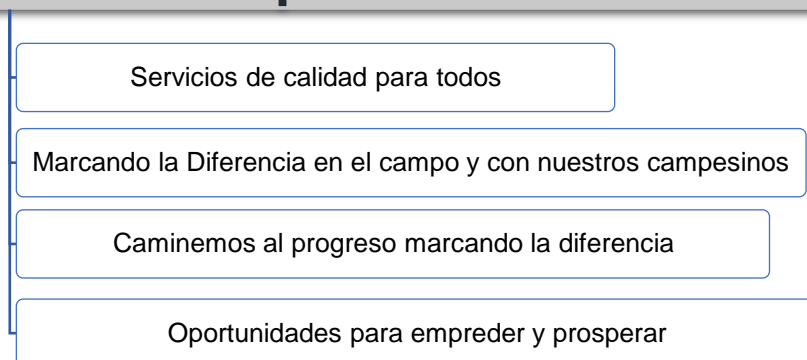 Servicios de calidad para todos
Marcando la Diferencia en el campo y con nuestros campesinos
Caminemos al progreso marcando la diferencia
Oportunidades para empreder y prosperar